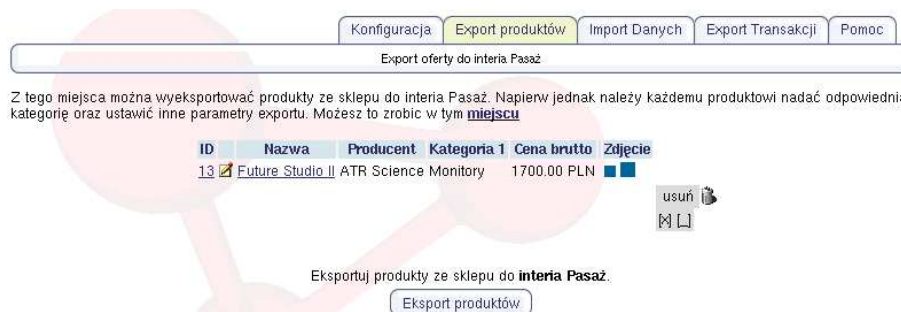 Konfiguracja Export produktów Import Danych Export Transakcji Pomoc
Export oferty do interia Pasaż
Z tego miejsca można wyeksportować produkty ze sklepu do interia Pasaż. Napierw jednak należy każdemu produktowi nadać odpowiednią
kategorię oraz ustawić inne parametry exportu. Możesz to zrobic w tym miejscu
ID Nazwa Producent Kategoria 1 Cena brutto Zdjęcie
13 Future Studio II ATR Science Monitory 1700.00 PLN
usuń
[X] [_]
Eksportuj produkty ze sklepu do interia Pasaż.
Eksport produktów